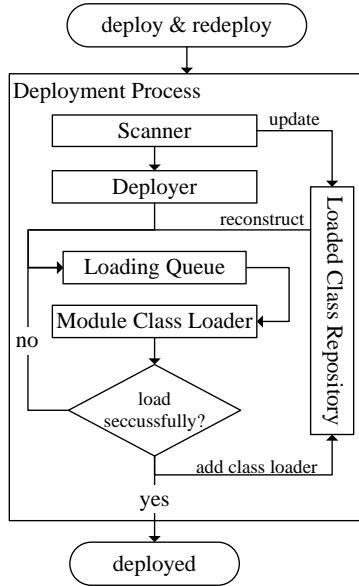 deploy & redeploy
Deployment Process
Scanner
update
Deployer
reconstruct
Loaded Class Repository
Loading Queue
Module Class Loader
no
load
seccussfully?
add class loader
yes
deployed